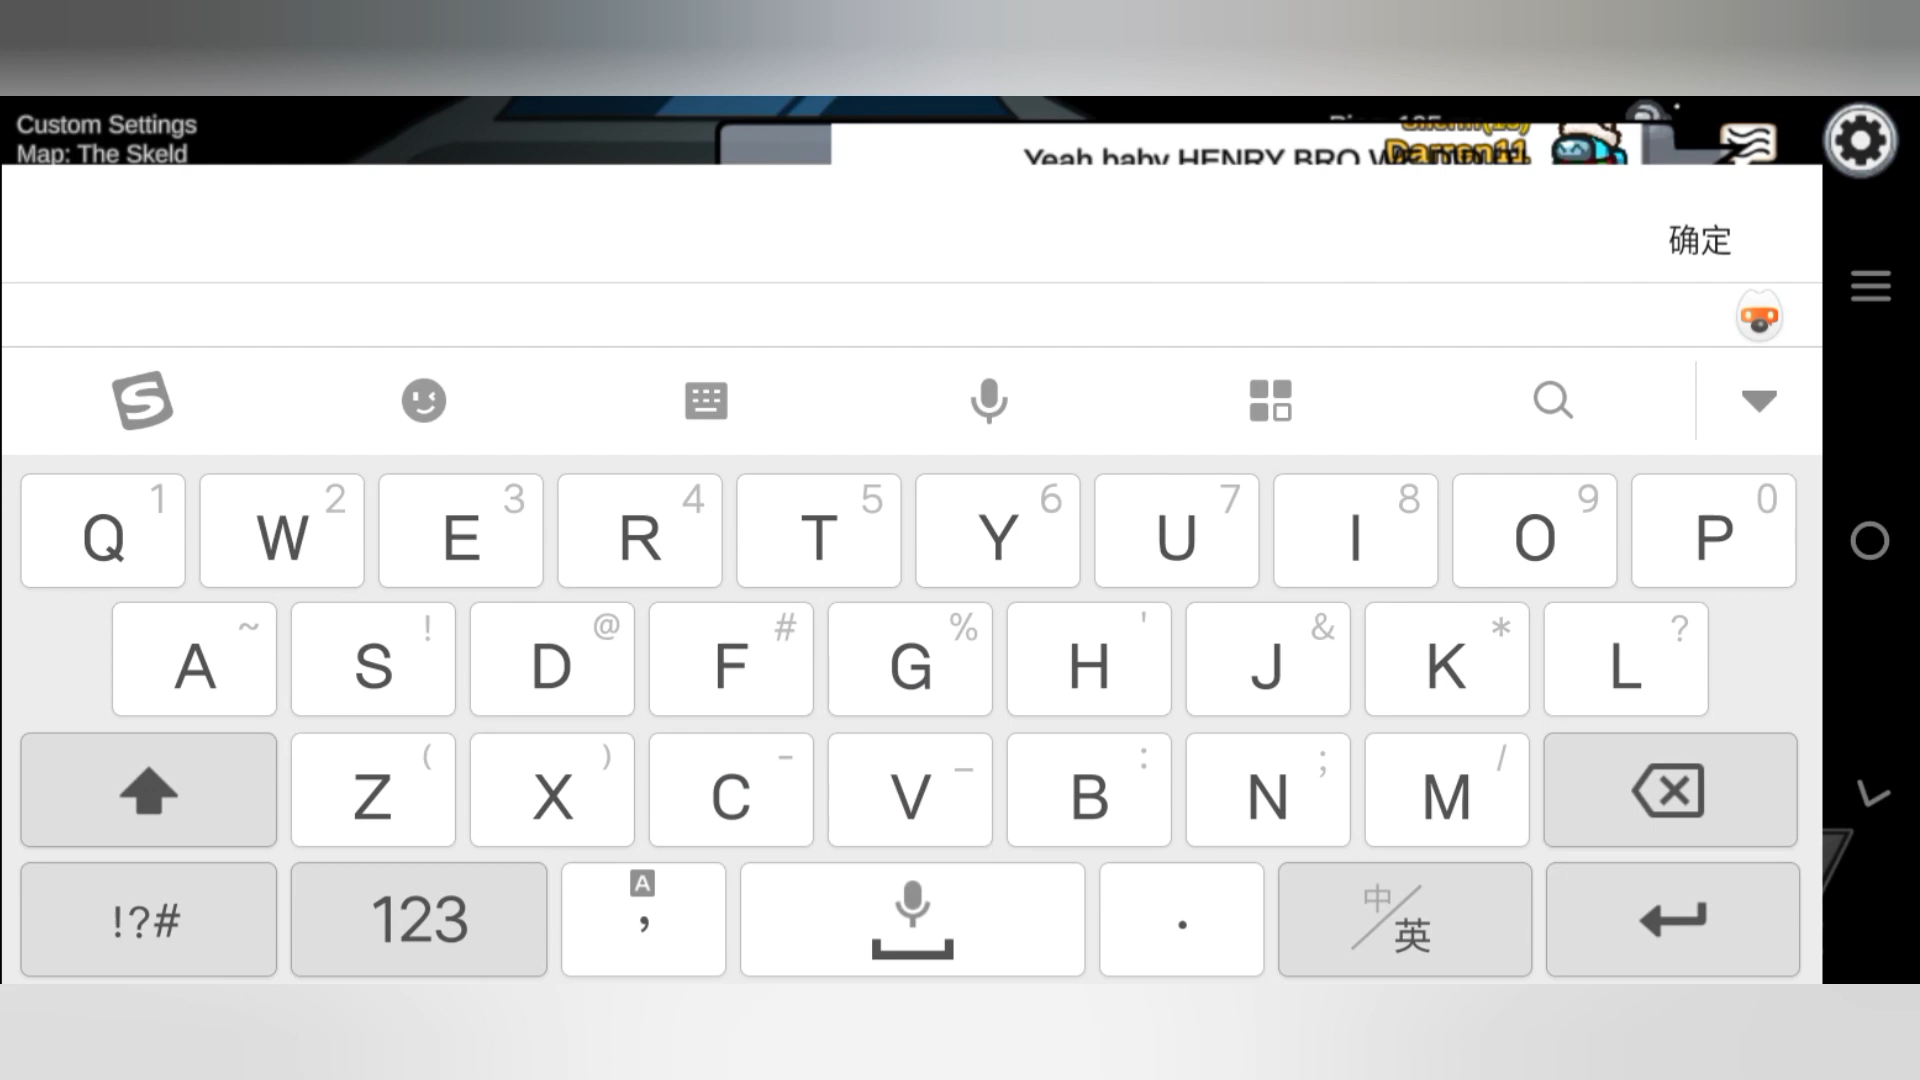 Custom Settings
Map: The Skeld
Darren11
Yeah baby HENRY BRO
确定
1 2 3 4 5 6 7 8 9 0
Q W E R T Y U I O P
~ ! @ # % ' & * ?
A S D F G H J K L
( ) - _ : ; /
Z X C V B N M
!?# 123 A , . 中/英